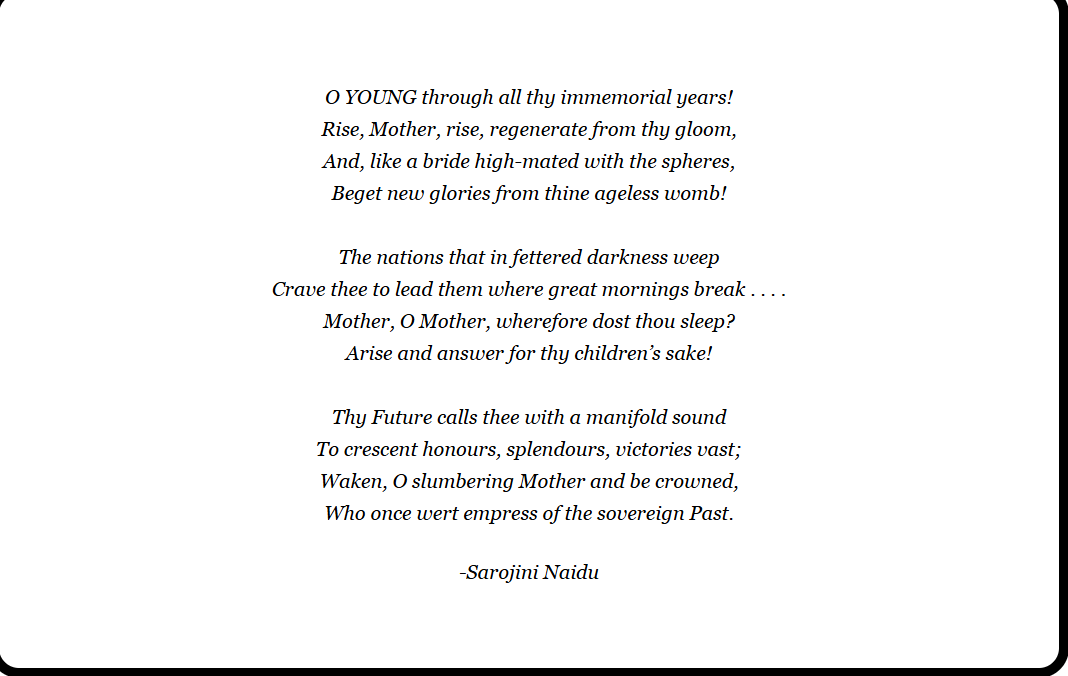 O YOUNG through all thy immemorial years!
Rise, Mother, rise, regenerate from thy gloom,
And, like a bride high-mated with the spheres,
Beget new glories from thine ageless womb!
The nations that in fettered darkness weep
Crave thee to lead them where great mornings break . . . .
Mother, O Mother, wherefore dost thou sleep?
Arise and answer for thy children’s sake!
Thy Future calls thee with a manifold sound
To crescent honours, splendours, victories vast;
Waken, O slumbering Mother and be crowned,
Who once wert empress of the sovereign Past.
-Sarojini Naidu